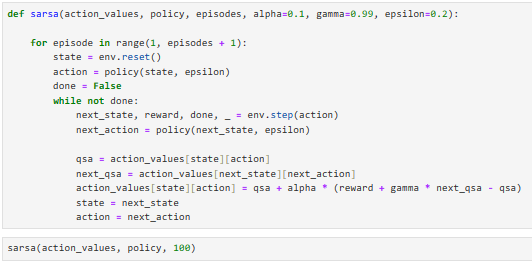 def sarsa(action_values, policy, episodes, alpha=0.1, gamma=0.99, epsilon=0.2):
    for episode in range(1, episodes + 1):
        state = env.reset()
        action = policy(state, epsilon)
        done = False
        while not done:
            next_state, reward, done, _ = env.step(action)
            next_action = policy(next_state, epsilon)
            qsa = action_values[state][action]
            next_qsa = action_values[next_state][next_action]
            action_values[state][action] = qsa + alpha * (reward + gamma * next_qsa - qsa)
            state = next_state
            action = next_action
sarsa(action_values, policy, 100)